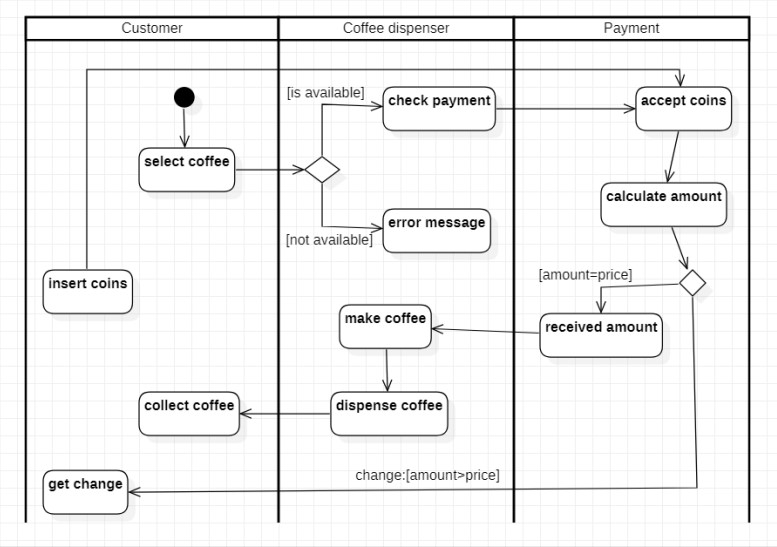 Customer
Coffee dispenser
Payment
[is available]
check payment
accept coins
select coffee
calculate amount
error message
[not available]
insert coins
[amount=price]
make coffee
received amount
collect coffee
dispense coffee
get change
change:[amount>price]